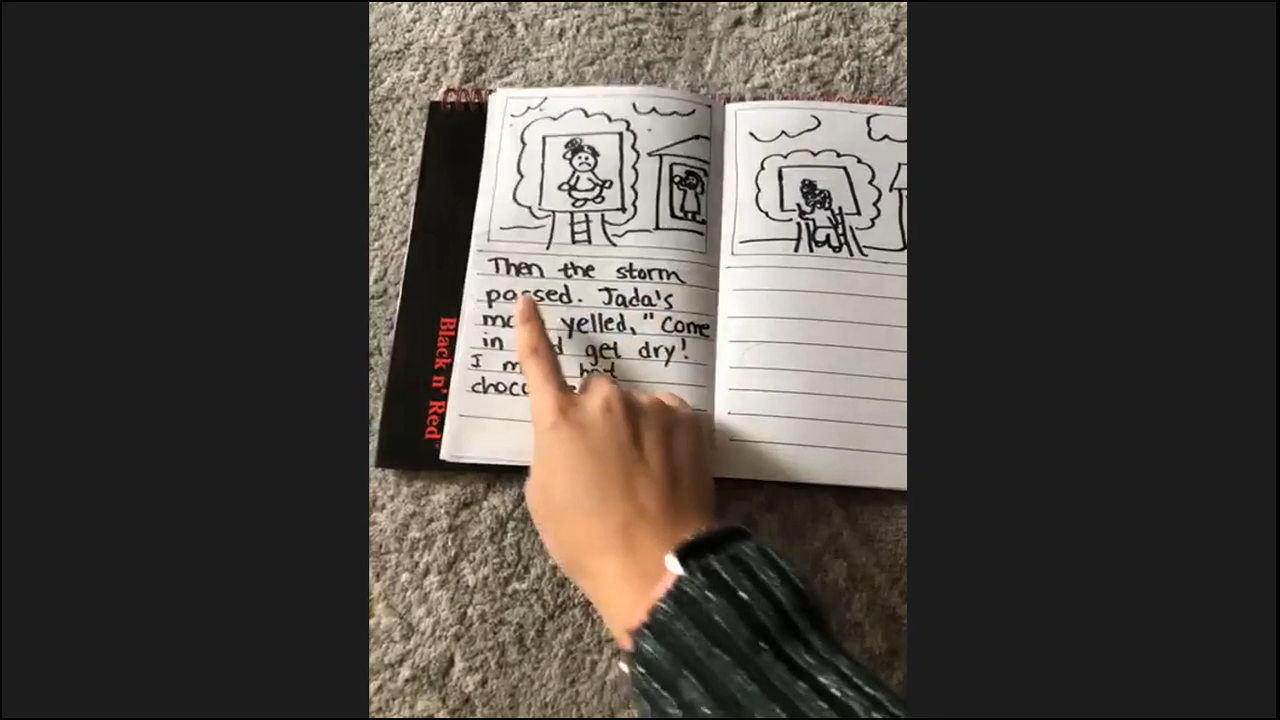 Then the storm
passed. Jada's
yelled, "Come
in get dry!
I hot
Black n' Red